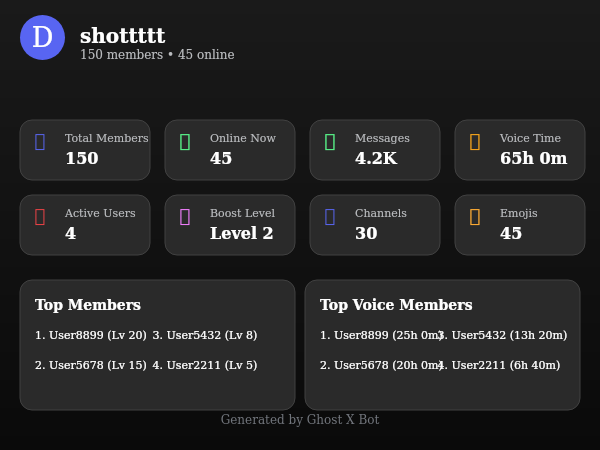 D
shottttt
150 members • 45 online
Total Members
150
Online Now
45
Messages
4.2K
Voice Time
65h 0m
Active Users
4
Boost Level
Level 2
Channels
30
Emojis
45
Top Members
1. User8899 (Lv 20) 3. User5432 (Lv 8)
2. User5678 (Lv 15) 4. User2211 (Lv 5)
Top Voice Members
1. User8899 (25h 0m) 3. User5432 (13h 20m)
2. User5678 (20h 0m) 4. User2211 (6h 40m)
Generated by Ghost X Bot